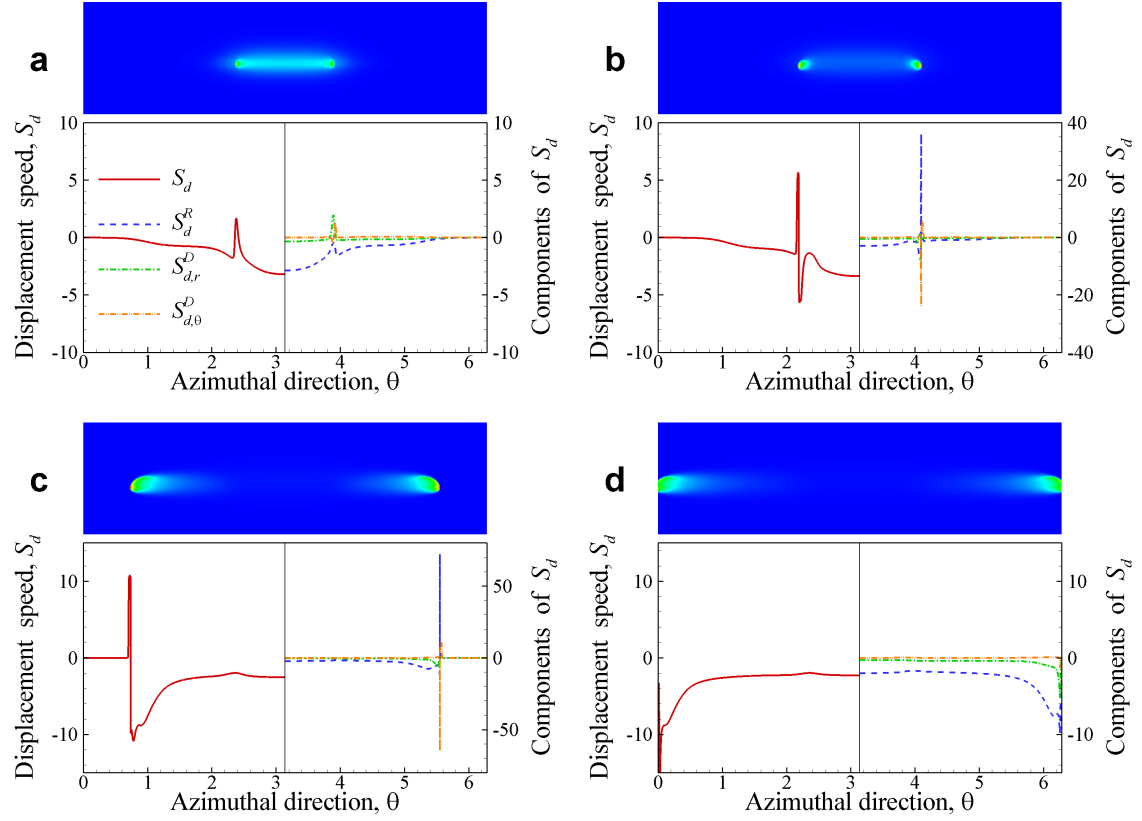 a
b
Displacement speed, S_d
10
5
0
-5
-10
S_d
S_d^R
S_{d,r}^D
S_{d,θ}^D
0 1 2 3 4 5 6
Azimuthal direction, θ
10
5
0
-5
-10
Components of S_d
Displacement speed, S_d
10
5
0
-5
-10
0 1 2 3 4 5 6
Azimuthal direction, θ
40
20
0
-20
-40
Components of S_d
c
d
Displacement speed, S_d
10
0
-10
0 1 2 3 4 5 6
Azimuthal direction, θ
50
0
-50
Components of S_d
Displacement speed, S_d
10
0
-10
0 1 2 3 4 5 6
Azimuthal direction, θ
10
0
-10
Components of S_d